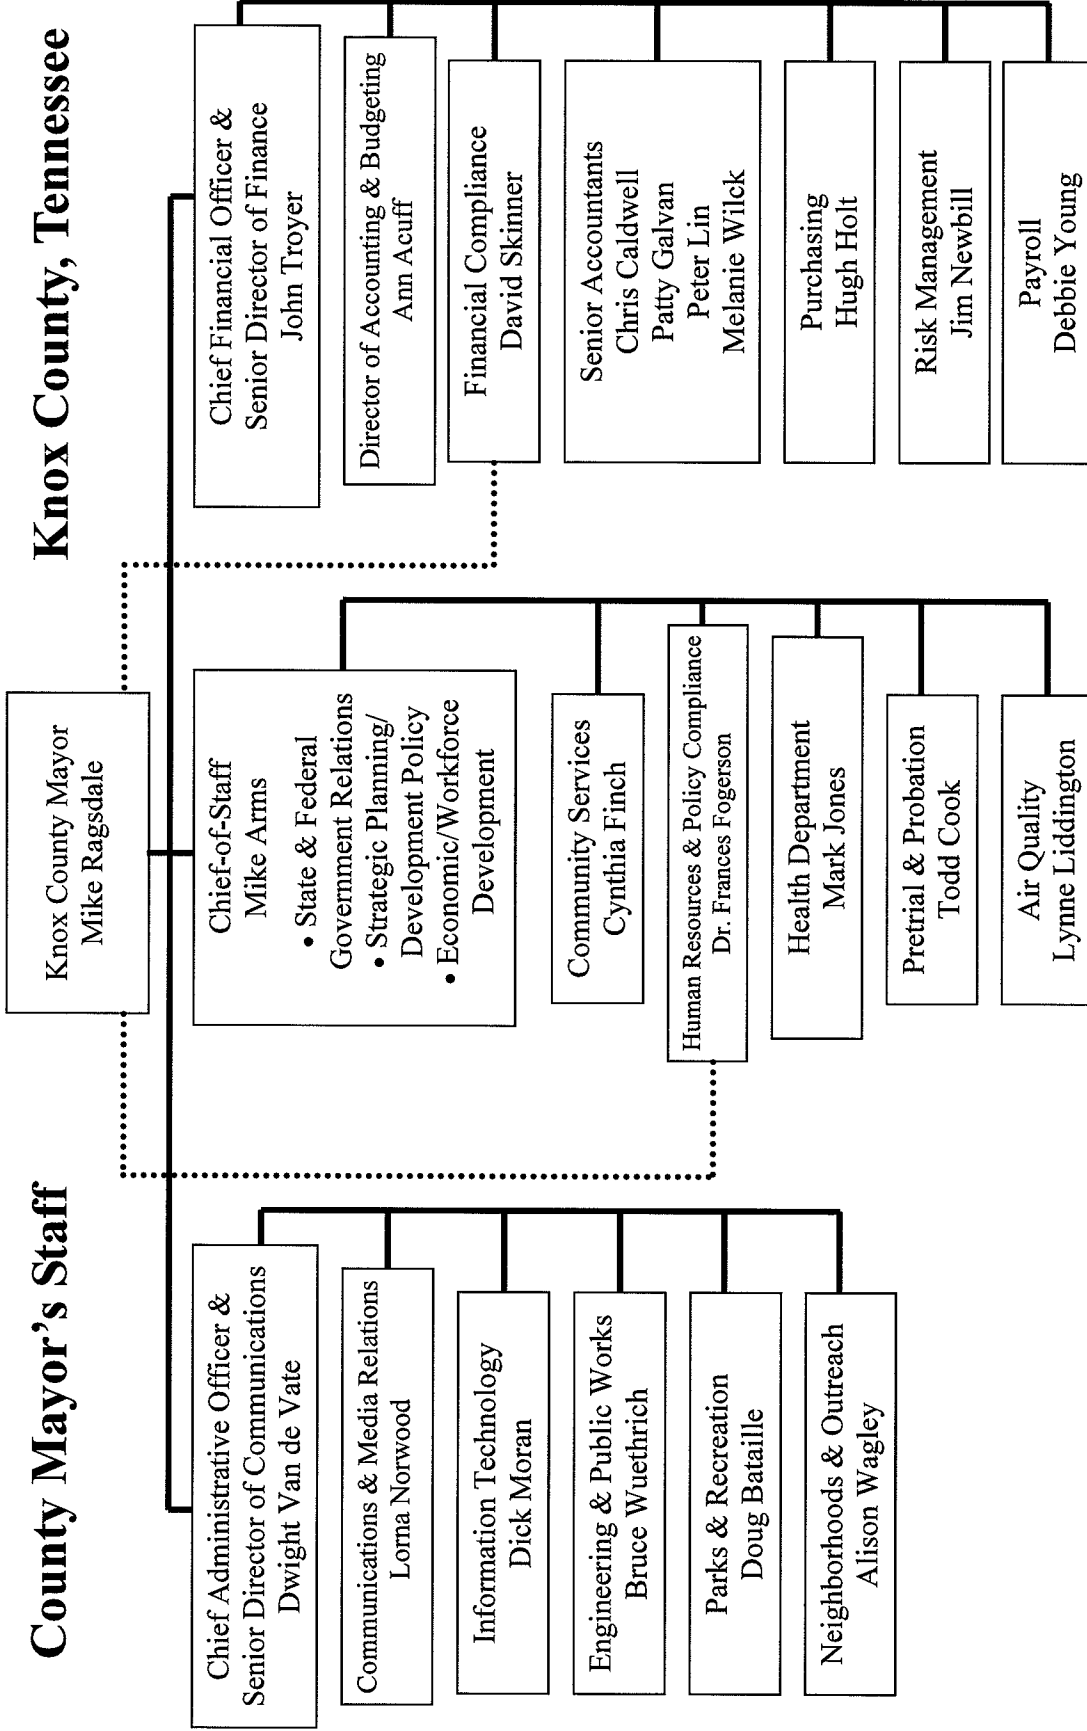 County Mayor's Staff
Knox County, Tennessee
Knox County Mayor
Mike Ragsdale
Chief Administrative Officer &
Senior Director of Communications
Dwight Van de Vate
Communications & Media Relations
Lorna Norwood
Information Technology
Dick Moran
Engineering & Public Works
Bruce Wuethrich
Parks & Recreation
Doug Bataille
Neighborhoods & Outreach
Alison Wagley
Chief-of-Staff
Mike Arms
• State & Federal
Government Relations
• Strategic Planning/
Development Policy
• Economic/Workforce
Development
Community Services
Cynthia Finch
Human Resources & Policy Compliance
Dr. Frances Fogerson
Health Department
Mark Jones
Pretrial & Probation
Todd Cook
Air Quality
Lynne Liddington
Chief Financial Officer &
Senior Director of Finance
John Troyer
Director of Accounting & Budgeting
Ann Acuff
Financial Compliance
David Skinner
Senior Accountants
Chris Caldwell
Patty Galvan
Peter Lin
Melanie Wilck
Purchasing
Hugh Holt
Risk Management
Jim Newbill
Payroll
Debbie Young